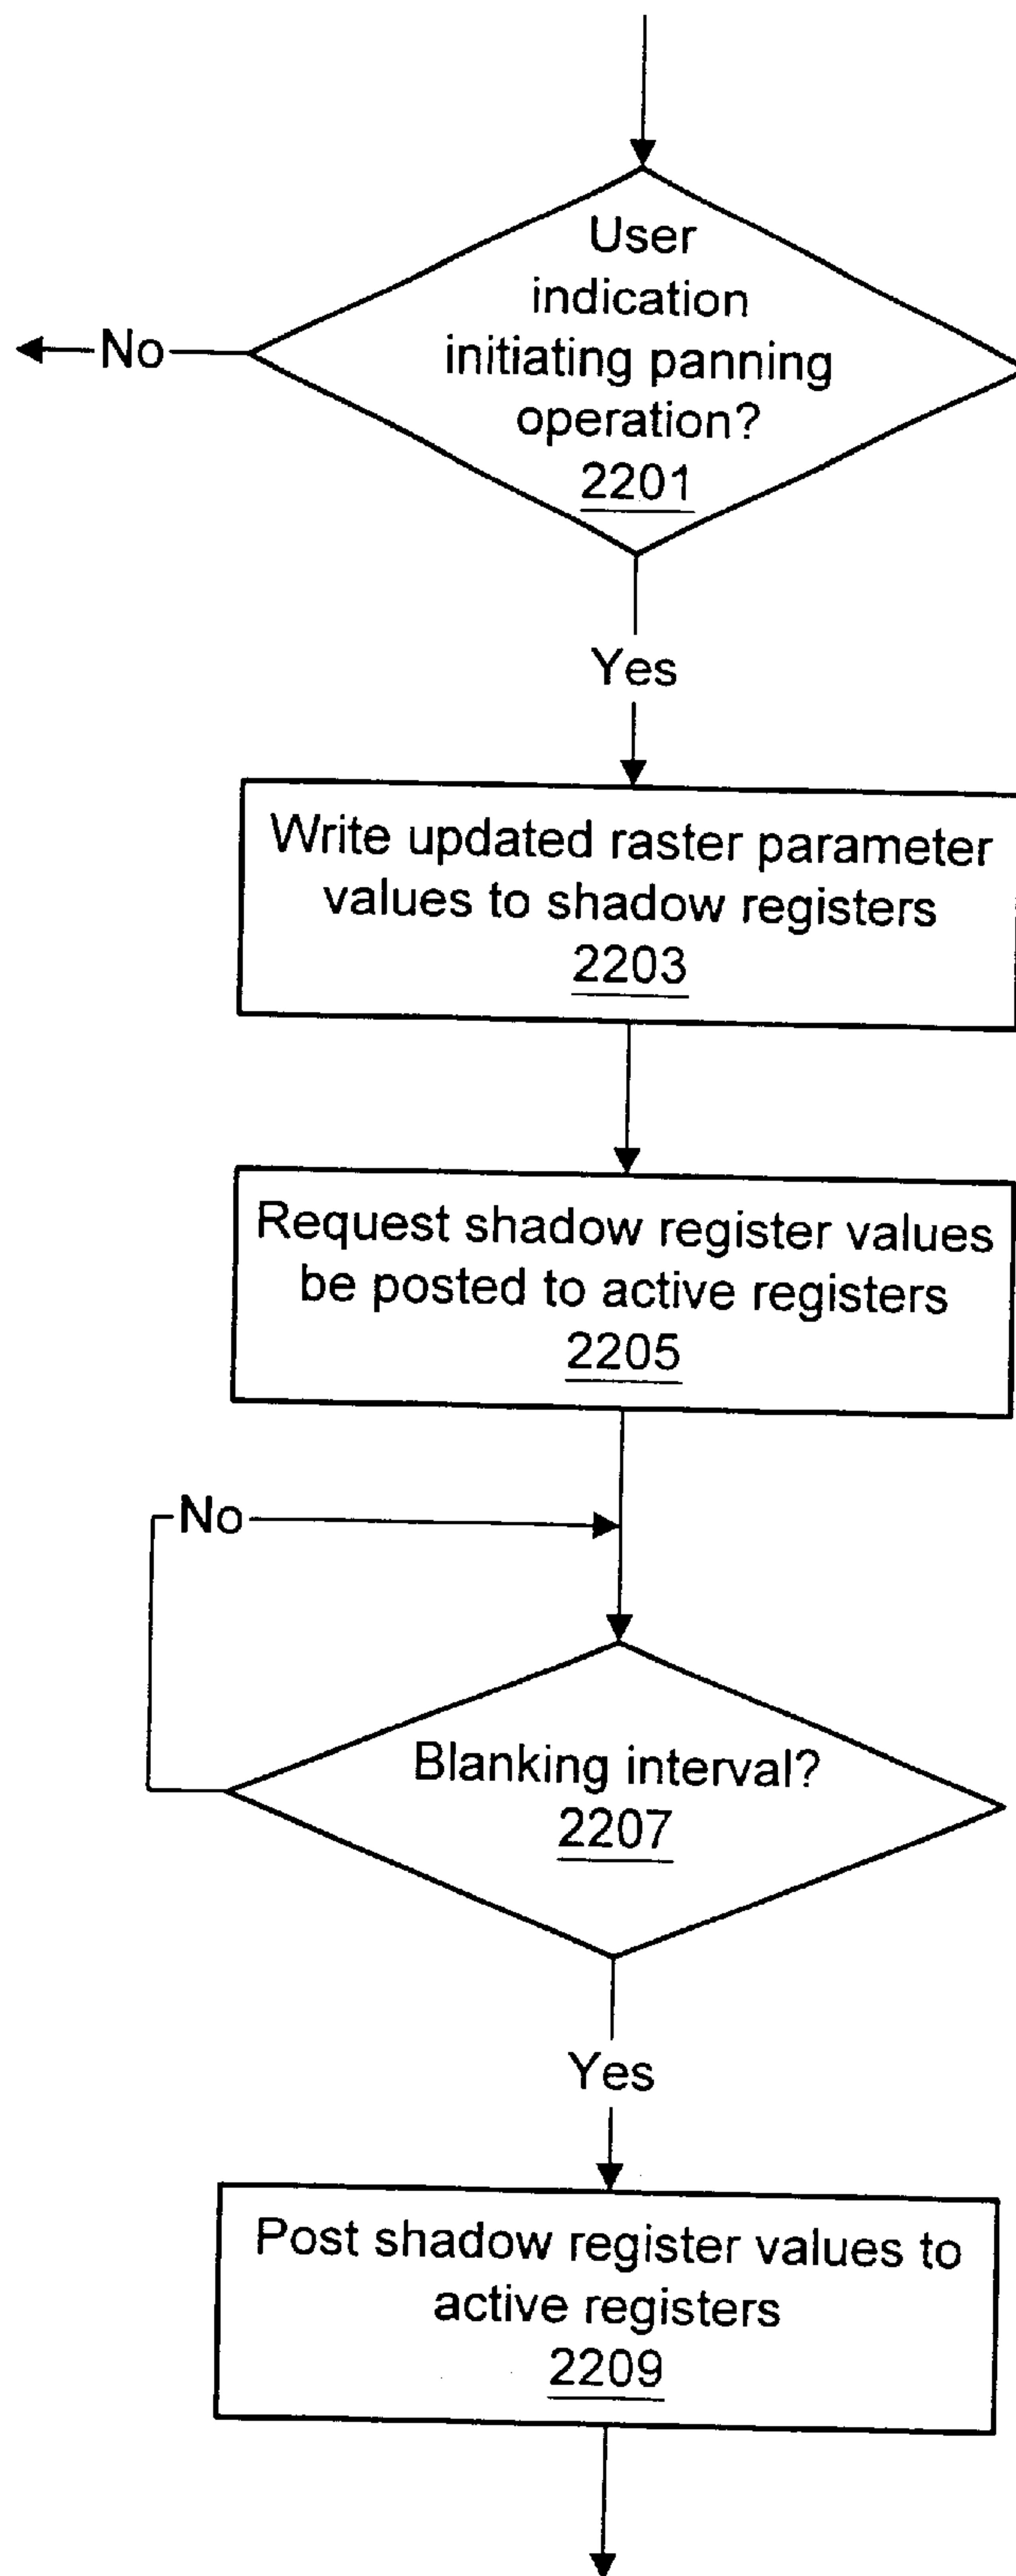 User
indication
initiating panning
operation?
2201
No
Yes
Write updated raster parameter
values to shadow registers
2203
Request shadow register values
be posted to active registers
2205
No
Blanking interval?
2207
Yes
Post shadow register values to
active registers
2209